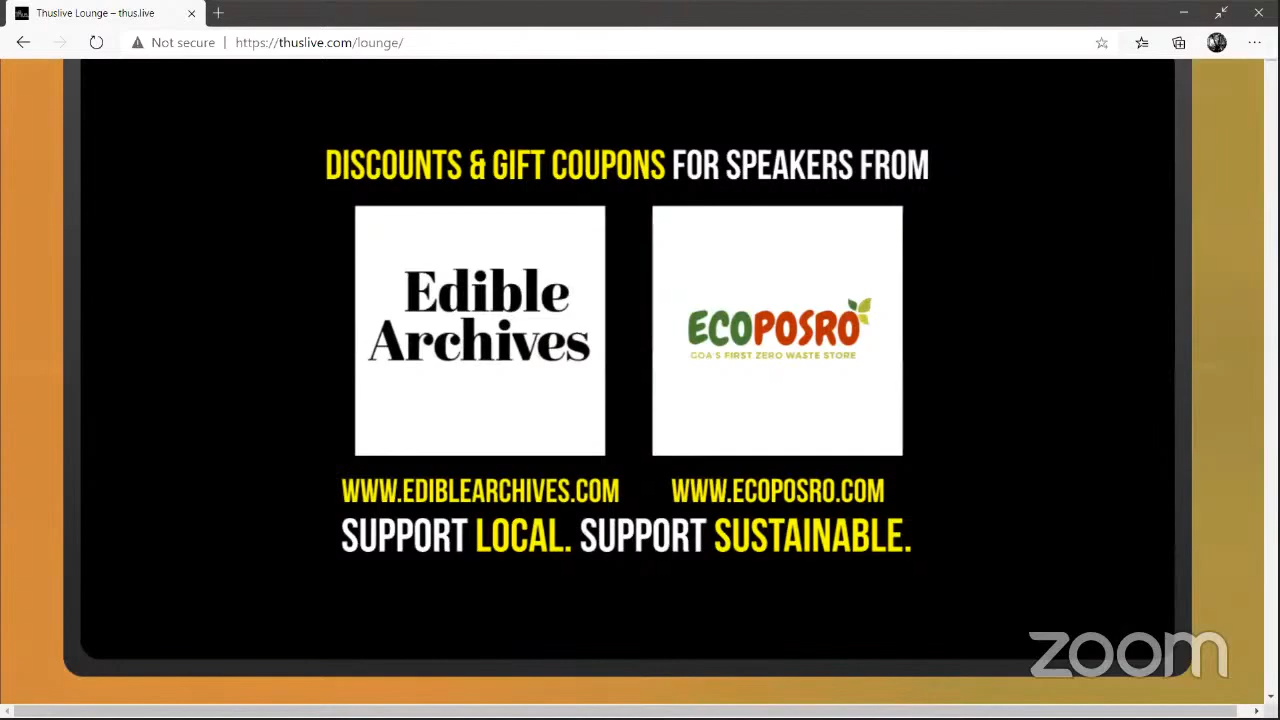 Thuslive Lounge – thus.live
Not secure
https://thuslive.com/lounge/
DISCOUNTS & GIFT COUPONS FOR SPEAKERS FROM
Edible
Archives
ECOPOSRO
GOA'S FIRST ZERO WASTE STORE
WWW.EDIBLEARCHIVES.COM
WWW.ECOPOSRO.COM
SUPPORT LOCAL. SUPPORT SUSTAINABLE.
zoom